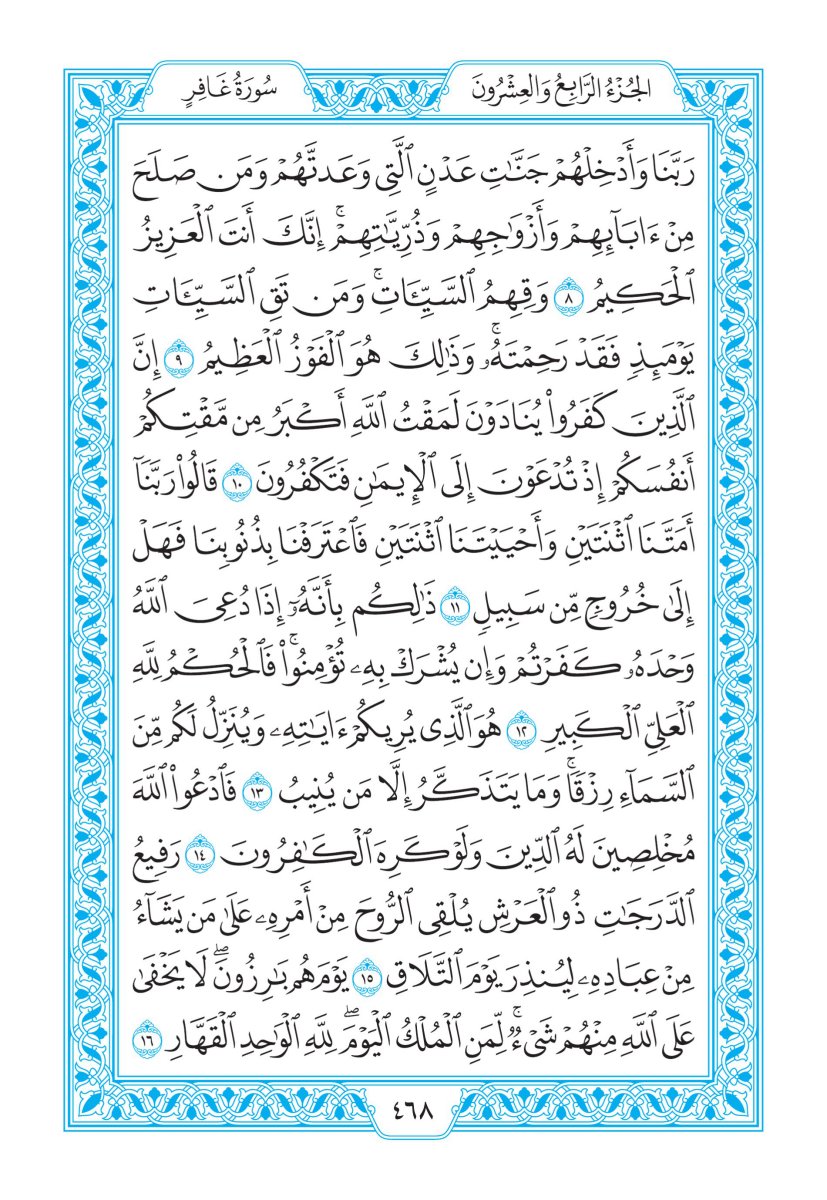 الجُزْءُ الرَّابِعُ وَالعِشْرُونَ
سُورَةُ غَافِرٍ
رَبَّنَا وَأَدۡخِلۡهُمۡ جَنَّٰتِ عَدۡنٍ ٱلَّتِي وَعَدتَّهُمۡ وَمَن صَلَحَ
مِنۡ ءَابَآئِهِمۡ وَأَزۡوَٰجِهِمۡ وَذُرِّيَّٰتِهِمۡۚ إِنَّكَ أَنتَ ٱلۡعَزِيزُ
ٱلۡحَكِيمُ ٨ وَقِهِمُ ٱلسَّيِّـَٔاتِۚ وَمَن تَقِ ٱلسَّيِّـَٔاتِ
يَوۡمَئِذٖ فَقَدۡ رَحِمۡتَهُۥۚ وَذَٰلِكَ هُوَ ٱلۡفَوۡزُ ٱلۡعَظِيمُ ٩ إِنَّ
ٱلَّذِينَ كَفَرُواْ يُنَادَوۡنَ لَمَقۡتُ ٱللَّهِ أَكۡبَرُ مِن مَّقۡتِكُمۡ
أَنفُسَكُمۡ إِذۡ تُدۡعَوۡنَ إِلَى ٱلۡإِيمَٰنِ فَتَكۡفُرُونَ ١٠ قَالُواْ رَبَّنَآ
أَمَتَّنَا ٱثۡنَتَيۡنِ وَأَحۡيَيۡتَنَا ٱثۡنَتَيۡنِ فَٱعۡتَرَفۡنَا بِذُنُوبِنَا فَهَلۡ
إِلَىٰ خُرُوجٖ مِّن سَبِيلٖ ١١ ذَٰلِكُم بِأَنَّهُۥٓ إِذَا دُعِيَ ٱللَّهُ
وَحۡدَهُۥ كَفَرۡتُمۡ وَإِن يُشۡرَكۡ بِهِۦ تُؤۡمِنُواْۚ فَٱلۡحُكۡمُ لِلَّهِ
ٱلۡعَلِيِّ ٱلۡكَبِيرِ ١٢ هُوَ ٱلَّذِي يُرِيكُمۡ ءَايَٰتِهِۦ وَيُنَزِّلُ لَكُم مِّنَ
ٱلسَّمَآءِ رِزۡقٗاۚ وَمَا يَتَذَكَّرُ إِلَّا مَن يُنِيبُ ١٣ فَٱدۡعُواْ ٱللَّهَ
مُخۡلِصِينَ لَهُ ٱلدِّينَ وَلَوۡ كَرِهَ ٱلۡكَٰفِرُونَ ١٤ رَفِيعُ
ٱلدَّرَجَٰتِ ذُو ٱلۡعَرۡشِ يُلۡقِي ٱلرُّوحَ مِنۡ أَمۡرِهِۦ عَلَىٰ مَن يَشَآءُ
مِنۡ عِبَادِهِۦ لِيُنذِرَ يَوۡمَ ٱلتَّلَاقِ ١٥ يَوۡمَ هُم بَٰرِزُونَۖ لَا يَخۡفَىٰ
عَلَى ٱللَّهِ مِنۡهُمۡ شَيۡءٞۚ لِّمَنِ ٱلۡمُلۡكُ ٱلۡيَوۡمَۖ لِلَّهِ ٱلۡوَٰحِدِ ٱلۡقَهَّارِ ١٦
٤٦٨